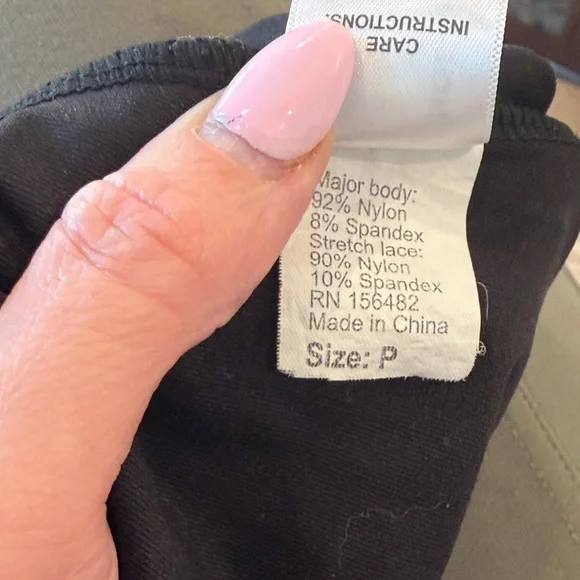 CARE
INSTRUCTIONS:
Major body:
92% Nylon
8% Spandex
Stretch lace:
90% Nylon
10% Spandex
RN 156482
Made in China
Size: P